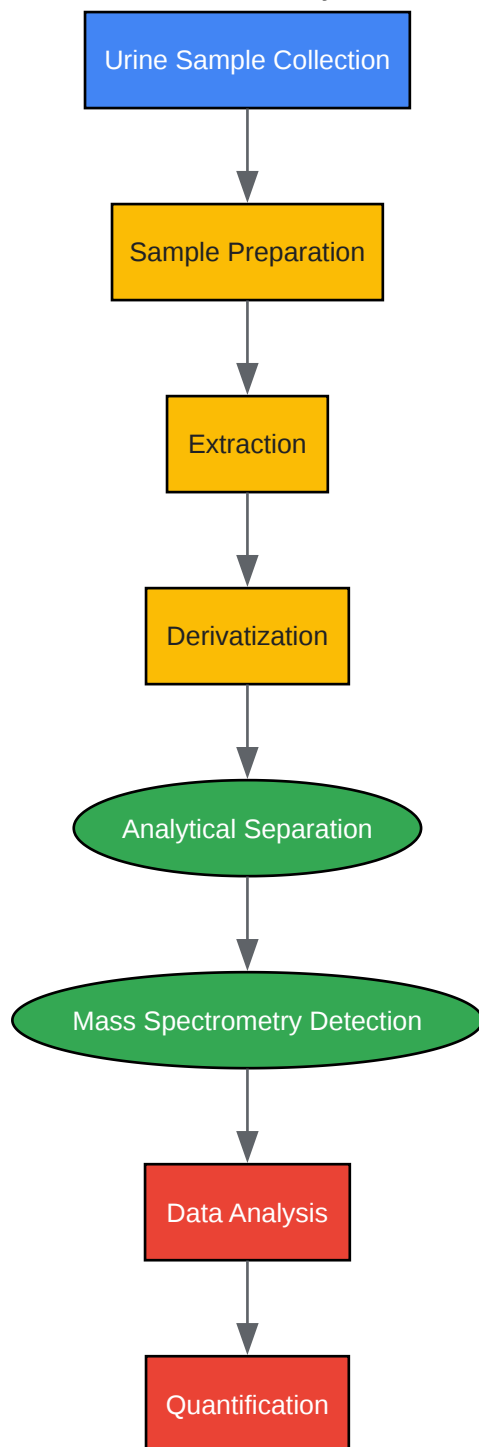 Urine Sample Collection
Sample Preparation
Extraction
Derivatization
Analytical Separation
Mass Spectrometry Detection
Data Analysis
Quantification